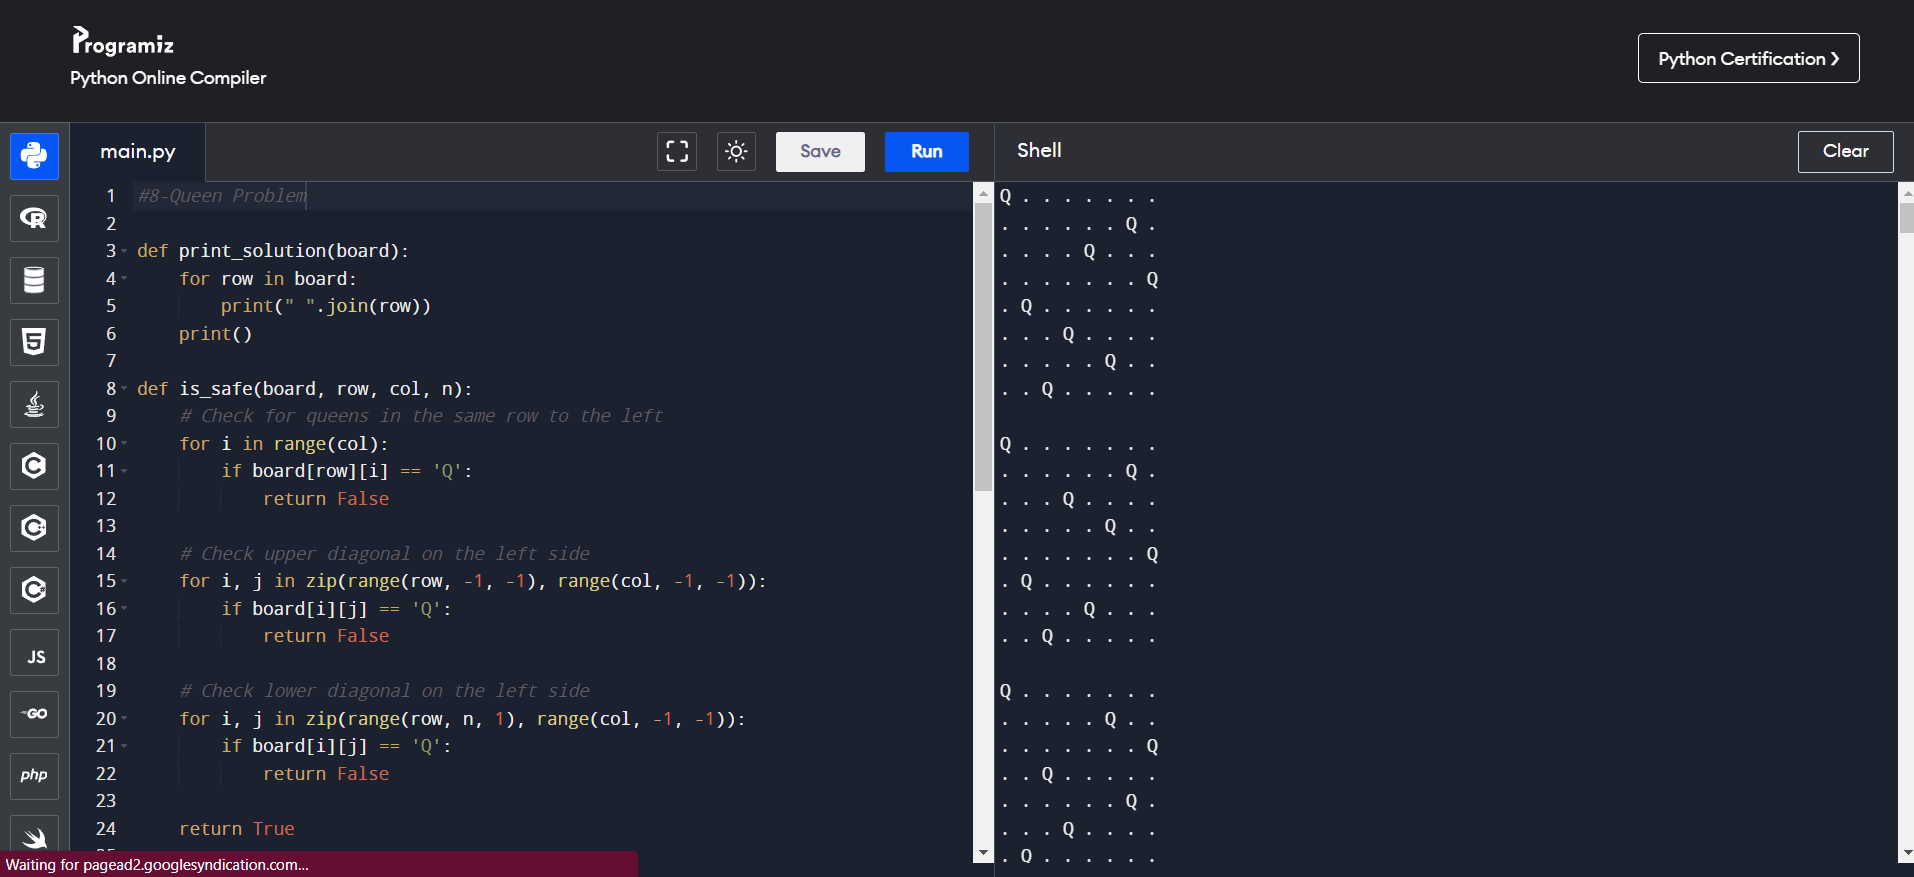 Programiz
Python Online Compiler
Python Certification ❯
main.py
Save
Run
Shell
Clear
1 #8-Queen Problem
2
3 def print_solution(board):
4     for row in board:
5         print(" ".join(row))
6     print()
7
8 def is_safe(board, row, col, n):
9     # Check for queens in the same row to the left
10     for i in range(col):
11         if board[row][i] == 'Q':
12             return False
13
14     # Check upper diagonal on the left side
15     for i, j in zip(range(row, -1, -1), range(col, -1, -1)):
16         if board[i][j] == 'Q':
17             return False
18
19     # Check lower diagonal on the left side
20     for i, j in zip(range(row, n, 1), range(col, -1, -1)):
21         if board[i][j] == 'Q':
22             return False
23
24     return True
Q . . . . . . .
. . . . . . Q .
. . . . Q . . .
. . . . . . . Q
. Q . . . . . .
. . . Q . . . .
. . . . . Q . .
. . Q . . . . .
Q . . . . . . .
. . . . . . Q .
. . . Q . . . .
. . . . . Q . .
. . . . . . . Q
. Q . . . . . .
. . . . Q . . .
. . Q . . . . .
Q . . . . . . .
. . . . . Q . .
. . . . . . . Q
. . Q . . . . .
. . . . . . Q .
. . . Q . . . .
. Q . . . . . .
R
5
C
C++
C#
JS
GO
php
Waiting for pagead2.googlesyndication.com...